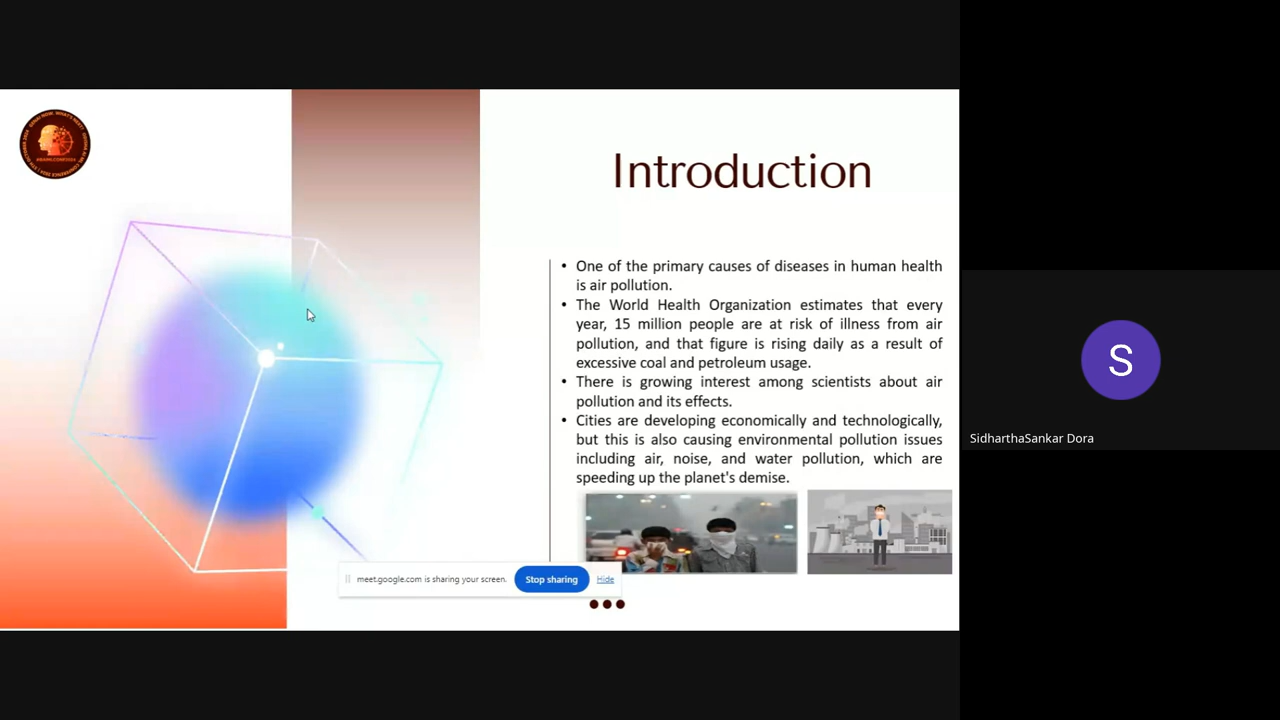 Introduction
• One of the primary causes of diseases in human health
is air pollution.
• The World Health Organization estimates that every
year, 15 million people are at risk of illness from air
pollution, and that figure is rising daily as a result of
excessive coal and petroleum usage.
• There is growing interest among scientists about air
pollution and its effects.
• Cities are developing economically and technologically,
but this is also causing environmental pollution issues
including air, noise, and water pollution, which are
speeding up the planet's demise.
meet.google.com is sharing your screen. Stop sharing Hide
S
SidharthaSankar Dora